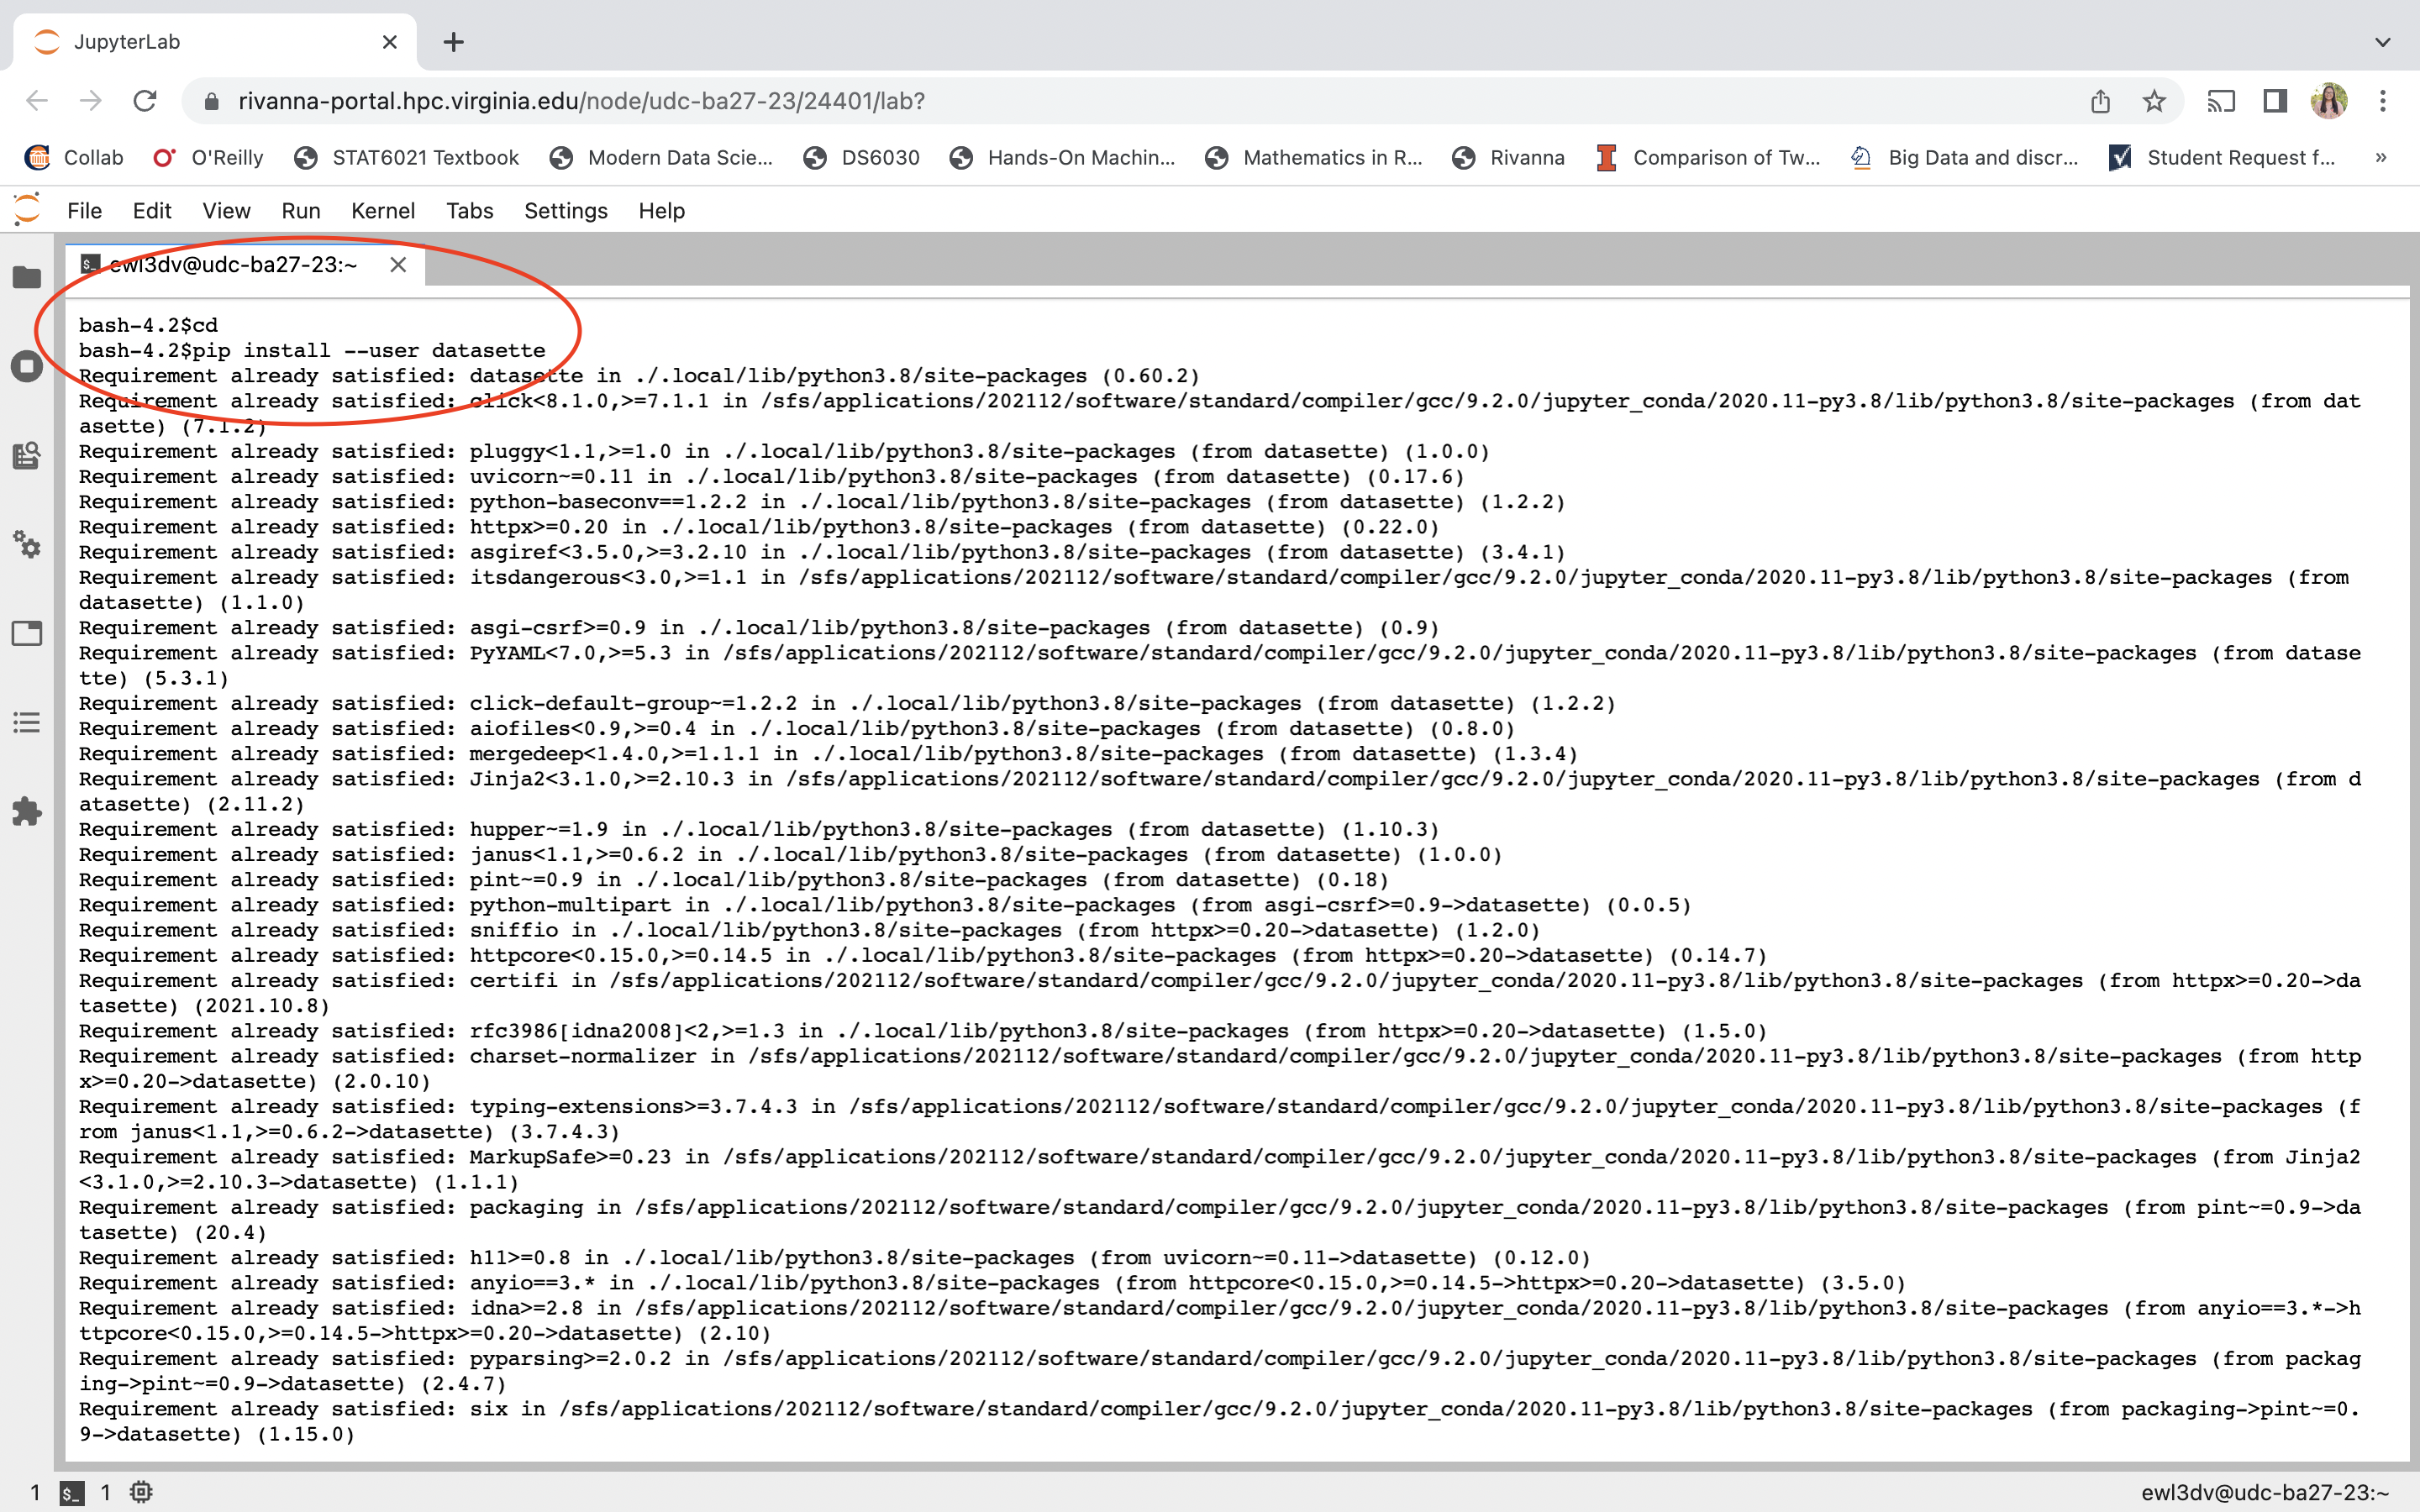 JupyterLab
rivanna-portal.hpc.virginia.edu/node/udc-ba27-23/24401/lab?
Collab O'Reilly STAT6021 Textbook Modern Data Scie... DS6030 Hands-On Machin... Mathematics in R... Rivanna Comparison of Tw... Big Data and discr... Student Request f... »
File Edit View Run Kernel Tabs Settings Help
$_ ewl3dv@udc-ba27-23:~
bash-4.2$cd
bash-4.2$pip install --user datasette
Requirement already satisfied: datasette in ./.local/lib/python3.8/site-packages (0.60.2)
Requirement already satisfied: click<8.1.0,>=7.1.1 in /sfs/applications/202112/software/standard/compiler/gcc/9.2.0/jupyter_conda/2020.11-py3.8/lib/python3.8/site-packages (from dat
asette) (7.1.2)
Requirement already satisfied: pluggy<1.1,>=1.0 in ./.local/lib/python3.8/site-packages (from datasette) (1.0.0)
Requirement already satisfied: uvicorn~=0.11 in ./.local/lib/python3.8/site-packages (from datasette) (0.17.6)
Requirement already satisfied: python-baseconv==1.2.2 in ./.local/lib/python3.8/site-packages (from datasette) (1.2.2)
Requirement already satisfied: httpx>=0.20 in ./.local/lib/python3.8/site-packages (from datasette) (0.22.0)
Requirement already satisfied: asgiref<3.5.0,>=3.2.10 in ./.local/lib/python3.8/site-packages (from datasette) (3.4.1)
Requirement already satisfied: itsdangerous<3.0,>=1.1 in /sfs/applications/202112/software/standard/compiler/gcc/9.2.0/jupyter_conda/2020.11-py3.8/lib/python3.8/site-packages (from
datasette) (1.1.0)
Requirement already satisfied: asgi-csrf>=0.9 in ./.local/lib/python3.8/site-packages (from datasette) (0.9)
Requirement already satisfied: PyYAML<7.0,>=5.3 in /sfs/applications/202112/software/standard/compiler/gcc/9.2.0/jupyter_conda/2020.11-py3.8/lib/python3.8/site-packages (from datase
tte) (5.3.1)
Requirement already satisfied: click-default-group~=1.2.2 in ./.local/lib/python3.8/site-packages (from datasette) (1.2.2)
Requirement already satisfied: aiofiles<0.9,>=0.4 in ./.local/lib/python3.8/site-packages (from datasette) (0.8.0)
Requirement already satisfied: mergedeep<1.4.0,>=1.1.1 in ./.local/lib/python3.8/site-packages (from datasette) (1.3.4)
Requirement already satisfied: Jinja2<3.1.0,>=2.10.3 in /sfs/applications/202112/software/standard/compiler/gcc/9.2.0/jupyter_conda/2020.11-py3.8/lib/python3.8/site-packages (from d
atasette) (2.11.2)
Requirement already satisfied: hupper~=1.9 in ./.local/lib/python3.8/site-packages (from datasette) (1.10.3)
Requirement already satisfied: janus<1.1,>=0.6.2 in ./.local/lib/python3.8/site-packages (from datasette) (1.0.0)
Requirement already satisfied: pint~=0.9 in ./.local/lib/python3.8/site-packages (from datasette) (0.18)
Requirement already satisfied: python-multipart in ./.local/lib/python3.8/site-packages (from asgi-csrf>=0.9->datasette) (0.0.5)
Requirement already satisfied: sniffio in ./.local/lib/python3.8/site-packages (from httpx>=0.20->datasette) (1.2.0)
Requirement already satisfied: httpcore<0.15.0,>=0.14.5 in ./.local/lib/python3.8/site-packages (from httpx>=0.20->datasette) (0.14.7)
Requirement already satisfied: certifi in /sfs/applications/202112/software/standard/compiler/gcc/9.2.0/jupyter_conda/2020.11-py3.8/lib/python3.8/site-packages (from httpx>=0.20->da
tasette) (2021.10.8)
Requirement already satisfied: rfc3986[idna2008]<2,>=1.3 in ./.local/lib/python3.8/site-packages (from httpx>=0.20->datasette) (1.5.0)
Requirement already satisfied: charset-normalizer in /sfs/applications/202112/software/standard/compiler/gcc/9.2.0/jupyter_conda/2020.11-py3.8/lib/python3.8/site-packages (from http
x>=0.20->datasette) (2.0.10)
Requirement already satisfied: typing-extensions>=3.7.4.3 in /sfs/applications/202112/software/standard/compiler/gcc/9.2.0/jupyter_conda/2020.11-py3.8/lib/python3.8/site-packages (f
rom janus<1.1,>=0.6.2->datasette) (3.7.4.3)
Requirement already satisfied: MarkupSafe>=0.23 in /sfs/applications/202112/software/standard/compiler/gcc/9.2.0/jupyter_conda/2020.11-py3.8/lib/python3.8/site-packages (from Jinja2
<3.1.0,>=2.10.3->datasette) (1.1.1)
Requirement already satisfied: packaging in /sfs/applications/202112/software/standard/compiler/gcc/9.2.0/jupyter_conda/2020.11-py3.8/lib/python3.8/site-packages (from pint~=0.9->da
tasette) (20.4)
Requirement already satisfied: h11>=0.8 in ./.local/lib/python3.8/site-packages (from uvicorn~=0.11->datasette) (0.12.0)
Requirement already satisfied: anyio==3.* in ./.local/lib/python3.8/site-packages (from httpcore<0.15.0,>=0.14.5->httpx>=0.20->datasette) (3.5.0)
Requirement already satisfied: idna>=2.8 in /sfs/applications/202112/software/standard/compiler/gcc/9.2.0/jupyter_conda/2020.11-py3.8/lib/python3.8/site-packages (from anyio==3.*->h
ttpcore<0.15.0,>=0.14.5->httpx>=0.20->datasette) (2.10)
Requirement already satisfied: pyparsing>=2.0.2 in /sfs/applications/202112/software/standard/compiler/gcc/9.2.0/jupyter_conda/2020.11-py3.8/lib/python3.8/site-packages (from packag
ing->pint~=0.9->datasette) (2.4.7)
Requirement already satisfied: six in /sfs/applications/202112/software/standard/compiler/gcc/9.2.0/jupyter_conda/2020.11-py3.8/lib/python3.8/site-packages (from packaging->pint~=0.
9->datasette) (1.15.0)
1 $_ 1 ewl3dv@udc-ba27-23:~